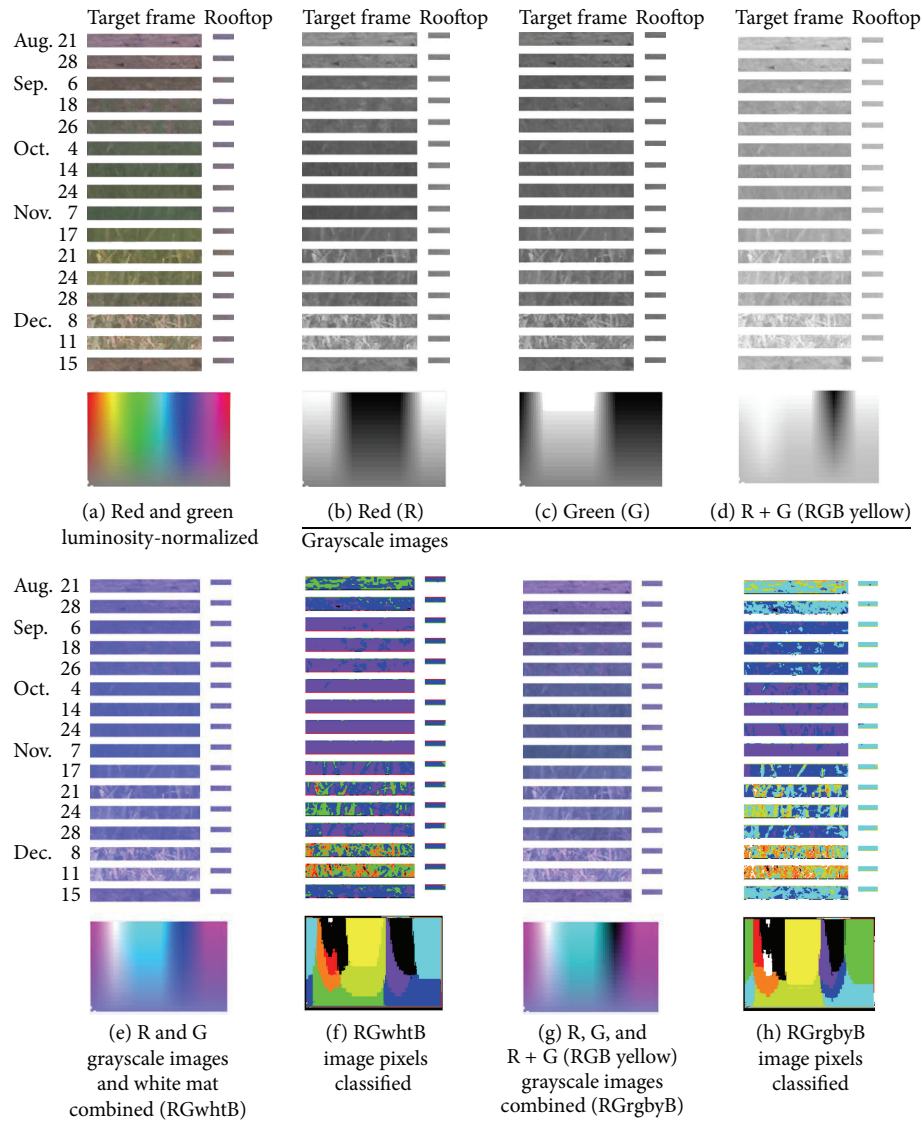 Target frame Rooftop Target frame Rooftop Target frame Rooftop Target frame Rooftop
Aug. 21
28
Sep. 6
18
26
Oct. 4
14
24
Nov. 7
17
21
24
28
Dec. 8
11
15
(a) Red and green
luminosity-normalized
(b) Red (R)
(c) Green (G)
(d) R + G (RGB yellow)
Grayscale images
Aug. 21
28
Sep. 6
18
26
Oct. 4
14
24
Nov. 7
17
21
24
28
Dec. 8
11
15
(e) R and G
grayscale images
and white mat
combined (RGwhtB)
(f) RGwhtB
image pixels
classified
(g) R, G, and
R + G (RGB yellow)
grayscale images
combined (RGrgbyB)
(h) RGrgbyB
image pixels
classified